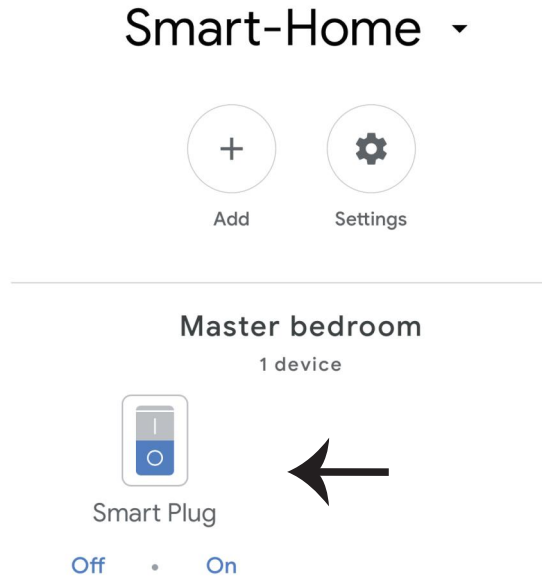 Smart-Home
Add
Settings
Master bedroom
1 device
Smart Plug
Off • On